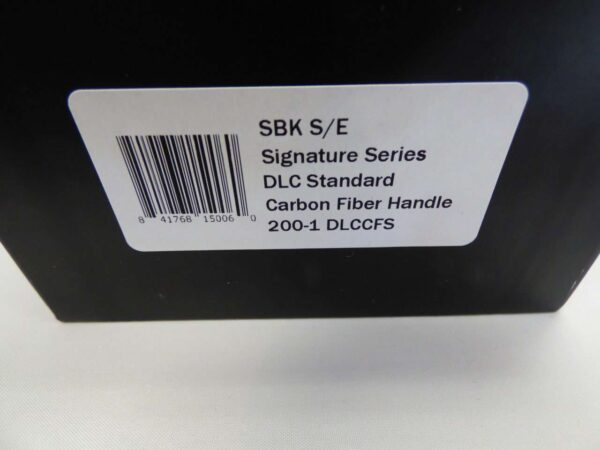 SBK S/E
Signature Series
DLC Standard
Carbon Fiber Handle
200-1 DLCCFS
8 41768 15006 0